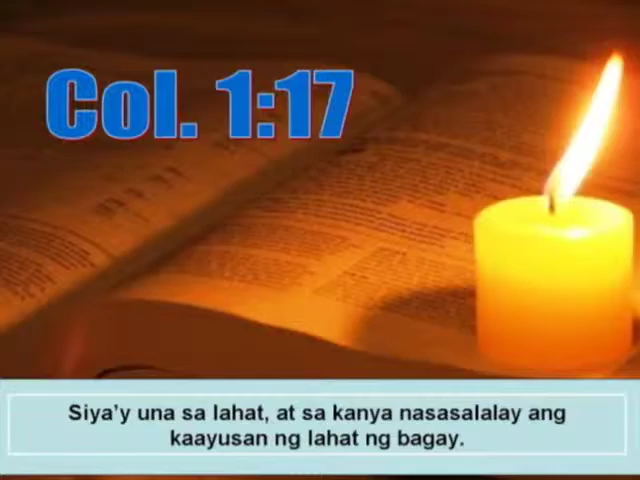 Col. 1:17
Siya'y una sa lahat, at sa kanya nasasalalay ang
kaayusan ng lahat ng bagay.